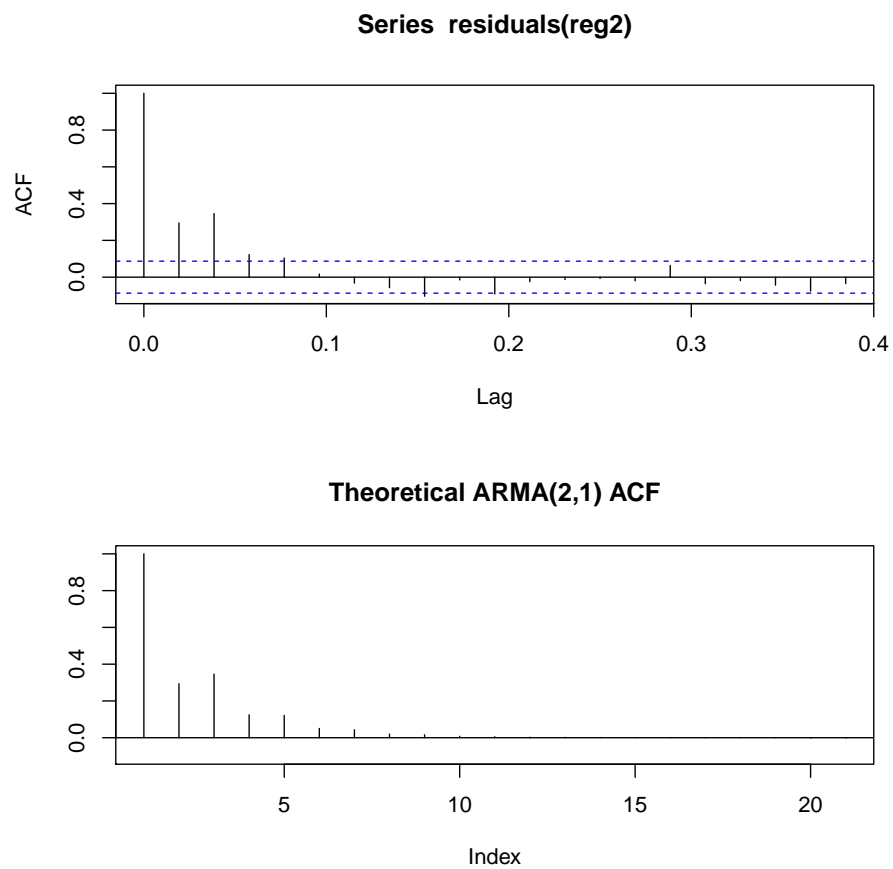 Series  residuals(reg2)
ACF
0.8
0.4
0.0
0.0 0.1 0.2 0.3 0.4
Lag
Theoretical ARMA(2,1) ACF
0.8
0.4
0.0
5 10 15 20
Index